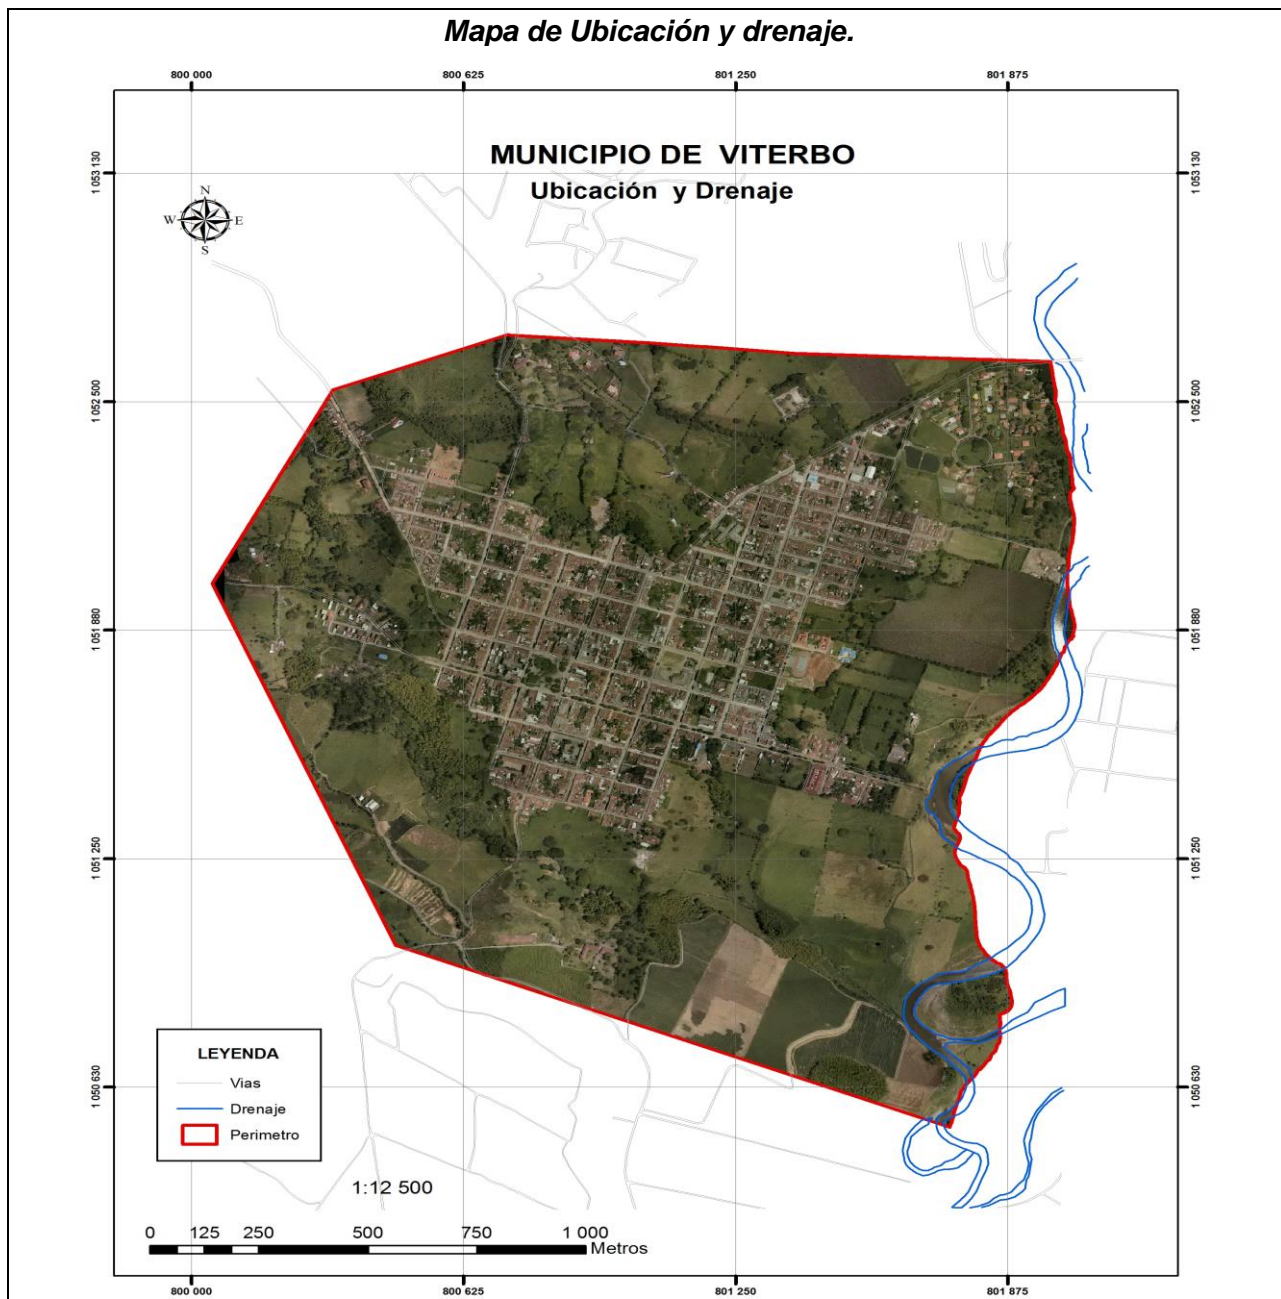 Mapa de Ubicación y drenaje.
800 000 800 625 801 250 801 875
MUNICIPIO DE VITERBO
Ubicación y Drenaje
1 053 130 1 053 130
N
W E
S
1 052 500 1 052 500
1 051 880 1 051 880
1 051 250 1 051 250
1 050 630 1 050 630
LEYENDA
Vias
Drenaje
Perimetro
1:12 500
0 125 250 500 750 1 000
Metros
800 000 800 625 801 250 801 875